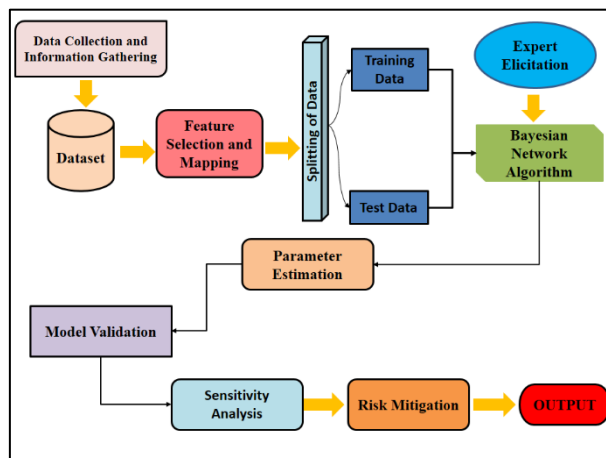 Data Collection and
Information Gathering
Dataset
Feature
Selection and
Mapping
Splitting of Data
Training
Data
Test Data
Expert
Elicitation
Bayesian
Network
Algorithm
Parameter
Estimation
Model Validation
Sensitivity
Analysis
Risk Mitigation
OUTPUT